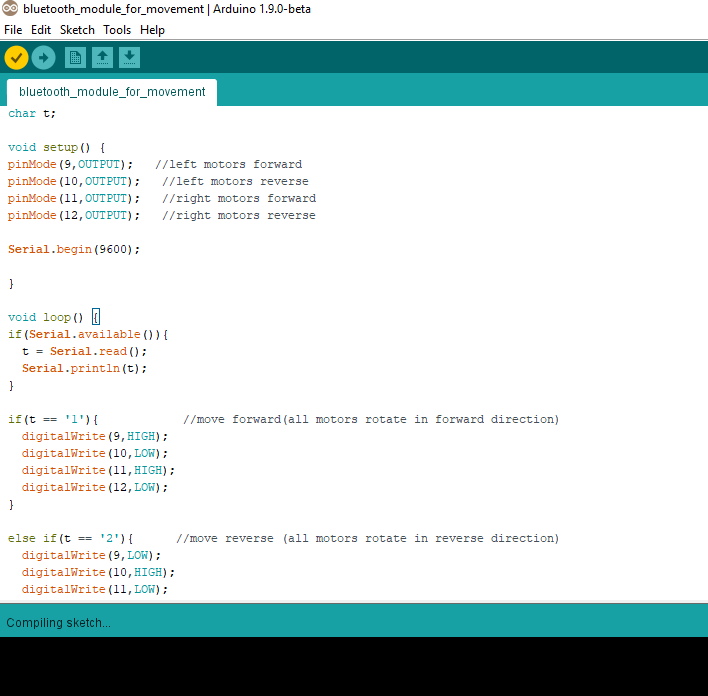 bluetooth_module_for_movement | Arduino 1.9.0-beta
File Edit Sketch Tools Help
bluetooth_module_for_movement
char t;
void setup() {
pinMode(9,OUTPUT);   //left motors forward
pinMode(10,OUTPUT);   //left motors reverse
pinMode(11,OUTPUT);   //right motors forward
pinMode(12,OUTPUT);   //right motors reverse
Serial.begin(9600);
}
void loop() {
if(Serial.available()){
  t = Serial.read();
  Serial.println(t);
}
if(t == '1'){            //move forward(all motors rotate in forward direction)
  digitalWrite(9,HIGH);
  digitalWrite(10,LOW);
  digitalWrite(11,HIGH);
  digitalWrite(12,LOW);
}
else if(t == '2'){      //move reverse (all motors rotate in reverse direction)
  digitalWrite(9,LOW);
  digitalWrite(10,HIGH);
  digitalWrite(11,LOW);
Compiling sketch...